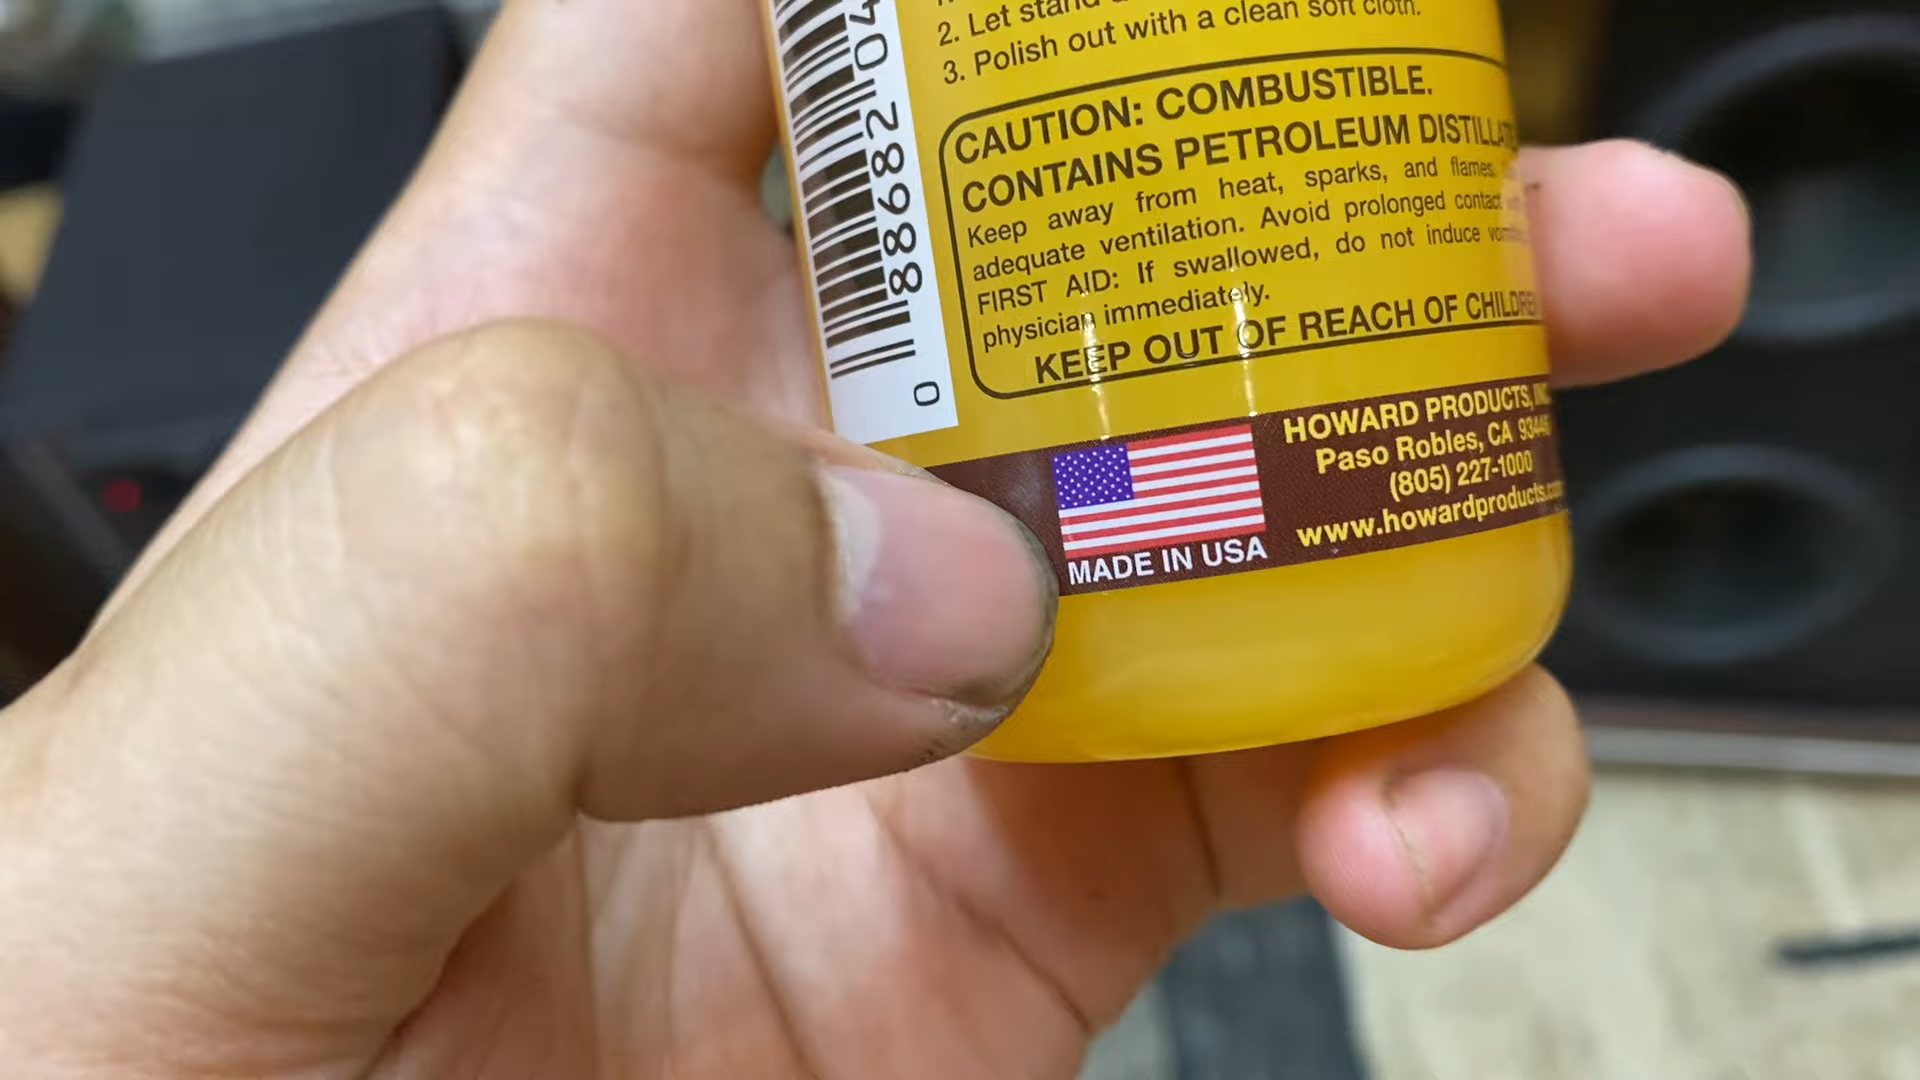 2. Let stand
3. Polish out with a clean soft cloth.
CAUTION: COMBUSTIBLE.
CONTAINS PETROLEUM
Keep away from heat, sparks, and flames.
adequate ventilation. Avoid prolonged contact
FIRST AID: If swallowed, do not induce
physician immediately.
KEEP OUT OF REACH OF
0 88682 04
HOWARD PRODUCTS,
Paso Robles, CA
(805) 227-1000
www.howardproducts.
MADE IN USA